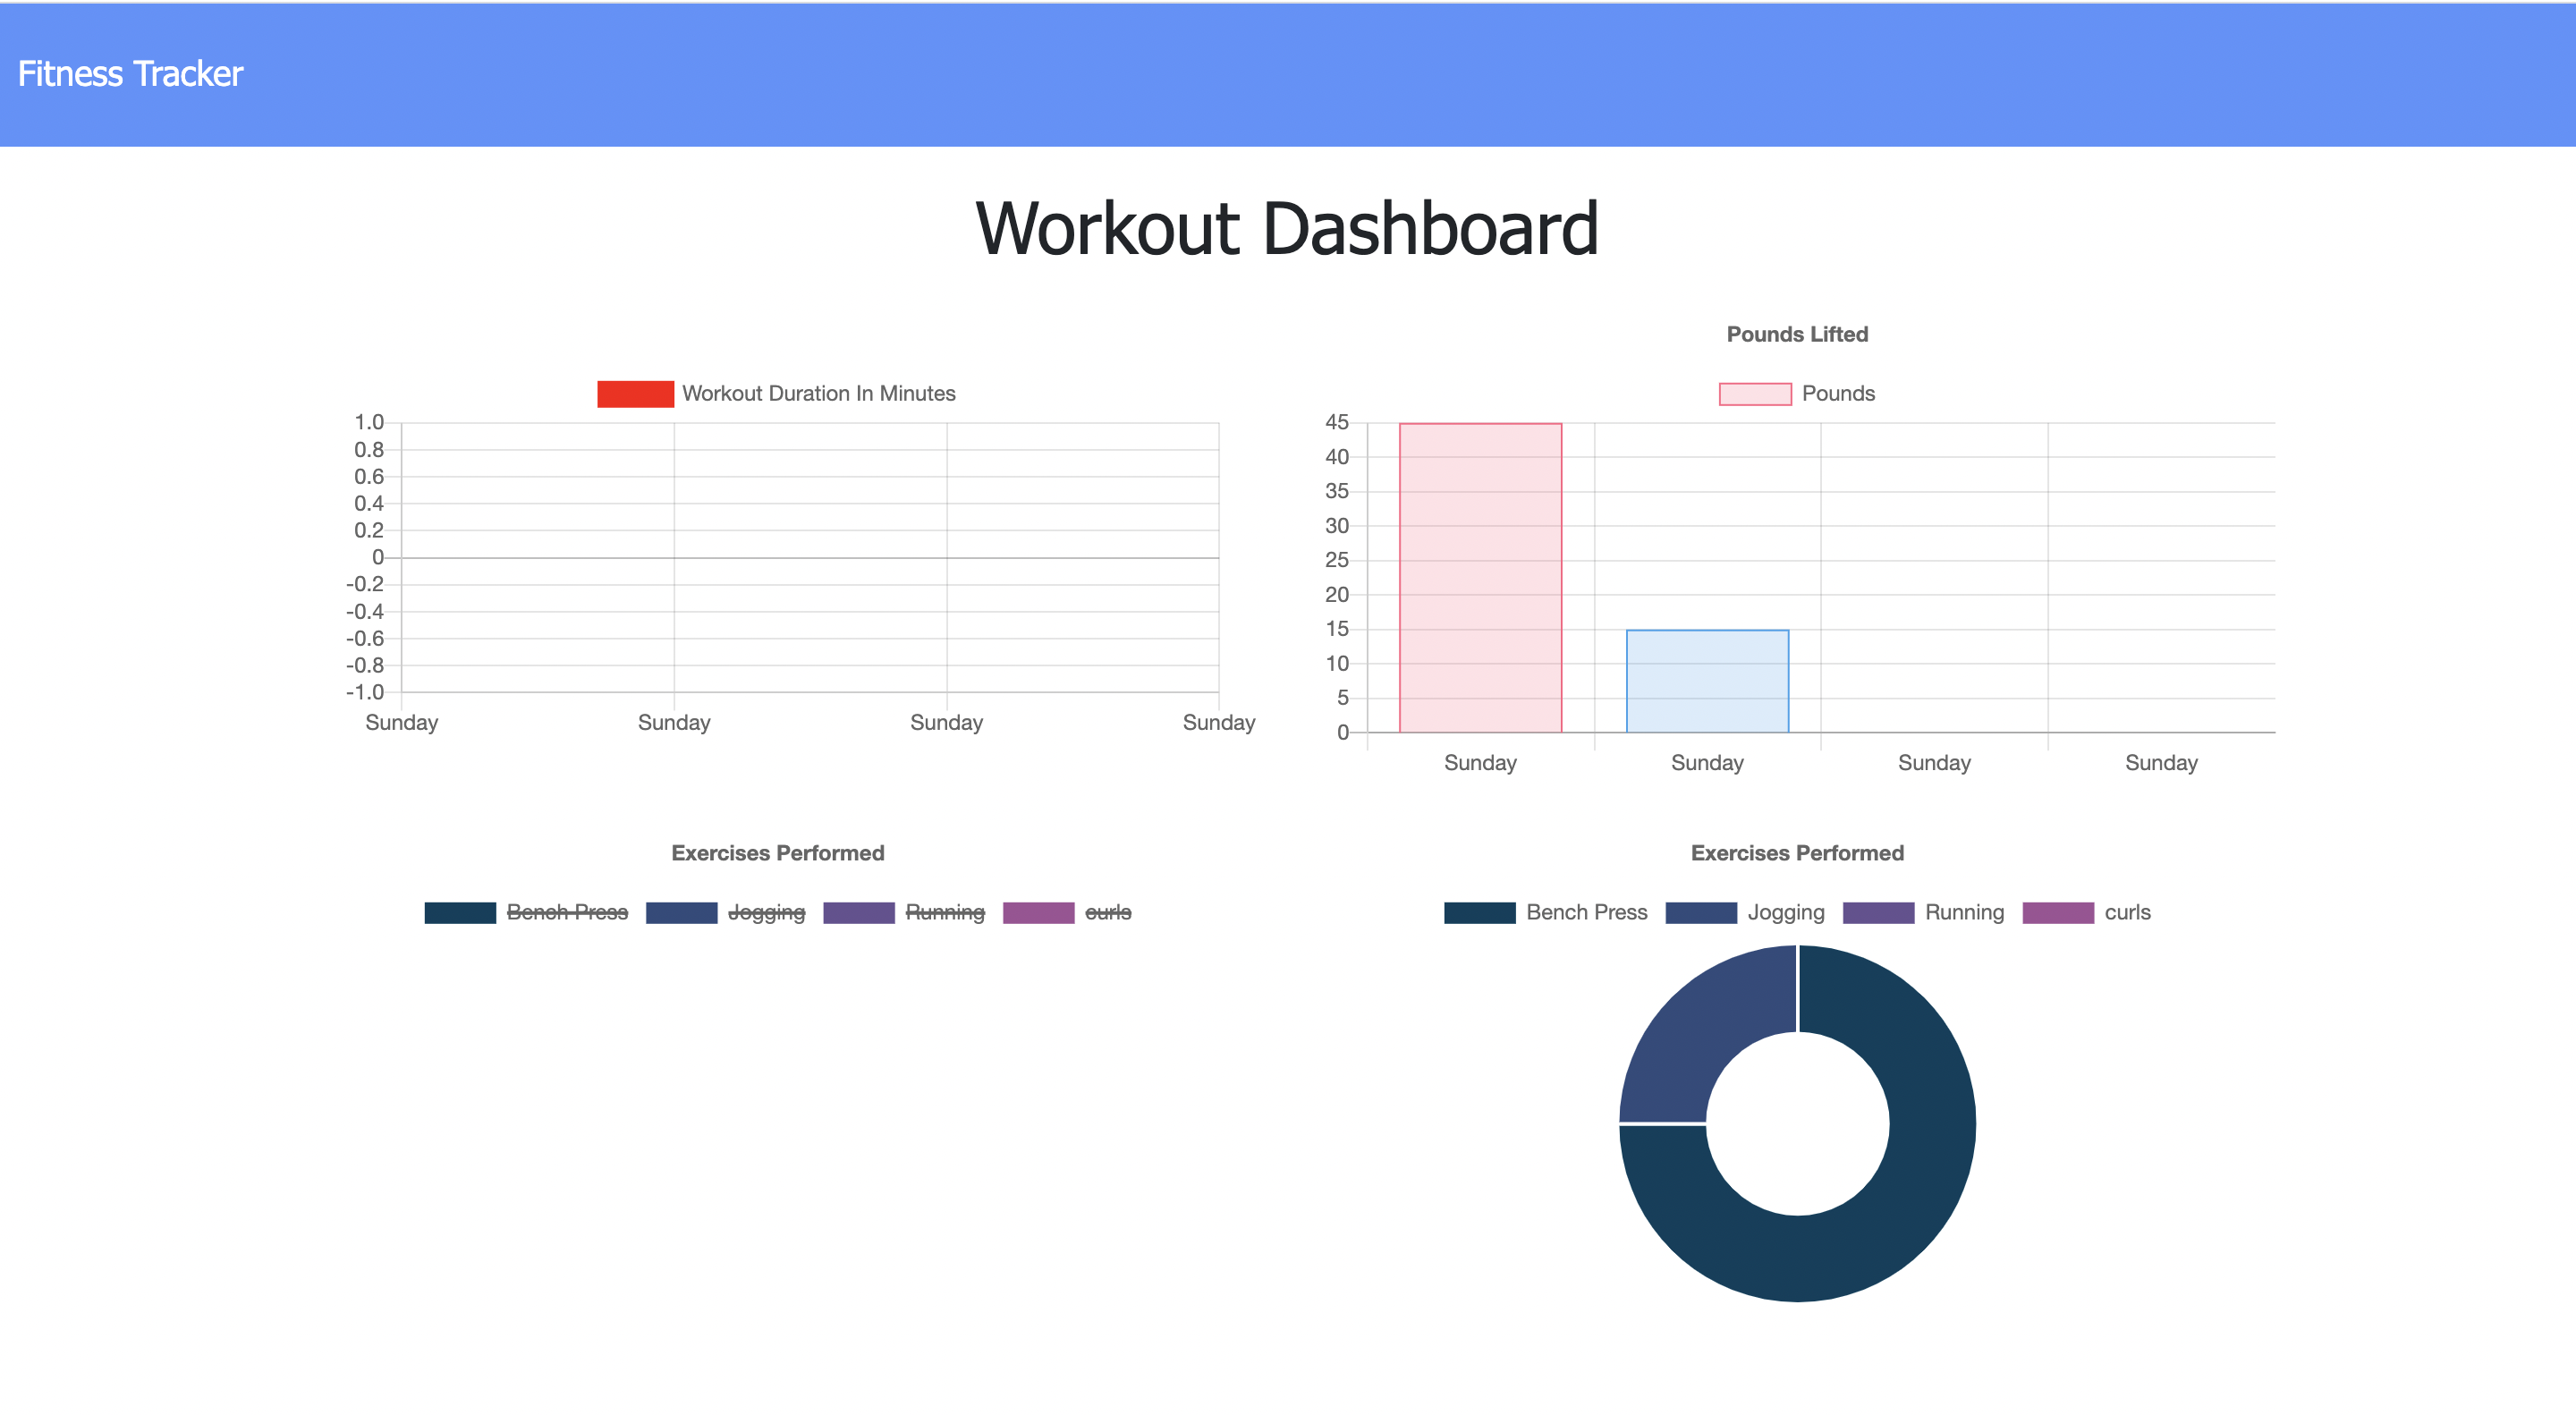 Fitness Tracker
Workout Dashboard
Workout Duration In Minutes
1.0
0.8
0.6
0.4
0.2
0
-0.2
-0.4
-0.6
-0.8
-1.0
Sunday Sunday Sunday Sunday
Pounds Lifted
Pounds
45
40
35
30
25
20
15
10
5
0
Sunday Sunday Sunday Sunday
Exercises Performed
Bench Press Jogging Running curls
Exercises Performed
Bench Press Jogging Running curls